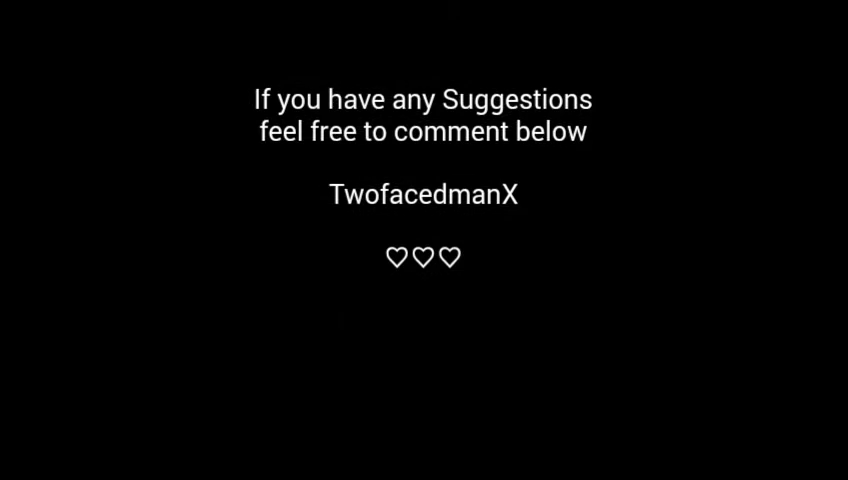 If you have any Suggestions
feel free to comment below
TwofacedmanX
♡♡♡